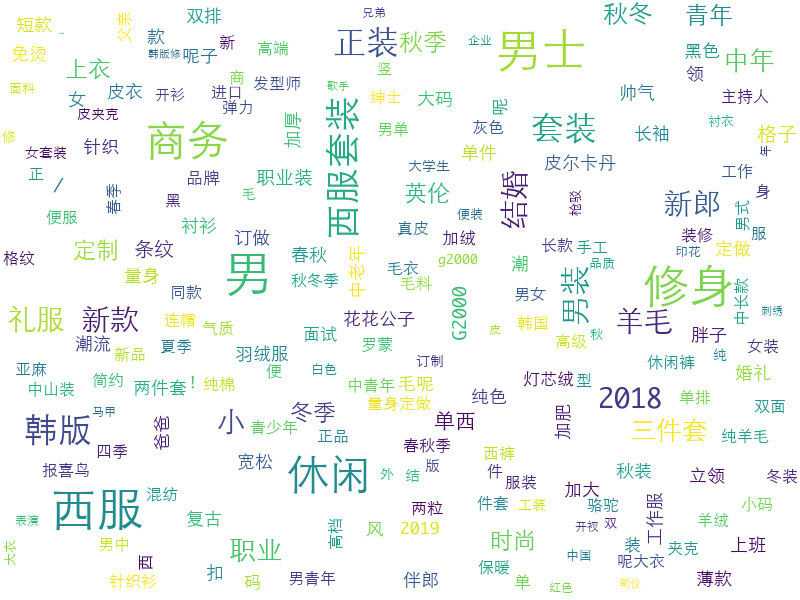 短款
-
双排
兄弟
秋冬
青年
父亲
款
新
高端
正装
秋季
企业
男士
黑色
中年
免烫
韩版修
呢子
上衣
竖
领
面料
女
皮衣
开衫
进口
商
发型师
歌手
绅士
大码
昵
帅气
主持人
弹力
皮夹克
修
针织
商务
加厚
西服套装
男单
灰色
套装
长袖
衬衣
格子
女套装
单件
大学生
皮尔卡丹
年
正
/
春季
品牌
职业装
结婚
工作
身
黑
毛
英伦
枪驳
新郎
男式
便服
衬衫
真皮
便装
格纹
定制
条纹
订做
加绒
长款
手工
装修
服
量身
男
春秋
中老年
毛衣
g2000
潮
品质
印花
定做
同款
秋冬季
毛料
G2000
男女
男装
修身
中长款
礼服
新款
连帽
气质
面试
花花公子
韩国
羊毛
胖子
刺绣
潮流
新品
夏季
羽绒服
罗蒙
皮
高级
秋
女装
亚麻
便
白色
订制
灯芯绒
型
休闲裤
纯
婚礼
中山装
简约
两件套
!
纯棉
中青年
毛呢
纯色
2018
单排
量身定做
韩版
马甲
爸爸
小
冬季
单西
加肥
双面
青少年
正品
三件套
纯羊毛
四季
春秋季
西裤
报喜鸟
宽松
版
件
服装
秋装
立领
冬装
休闲
外
结
加大
西服
混纺
复古
两粒
件套
工装
骆驼
工作服
小码
表演
高档
风
2019
开衩
双
羊绒
大衣
男中
西
职业
时尚
中国
装
夹克
上班
针织衫
扣
码
男青年
伴郎
保暖
单
呢大衣
红色
司仪
薄款